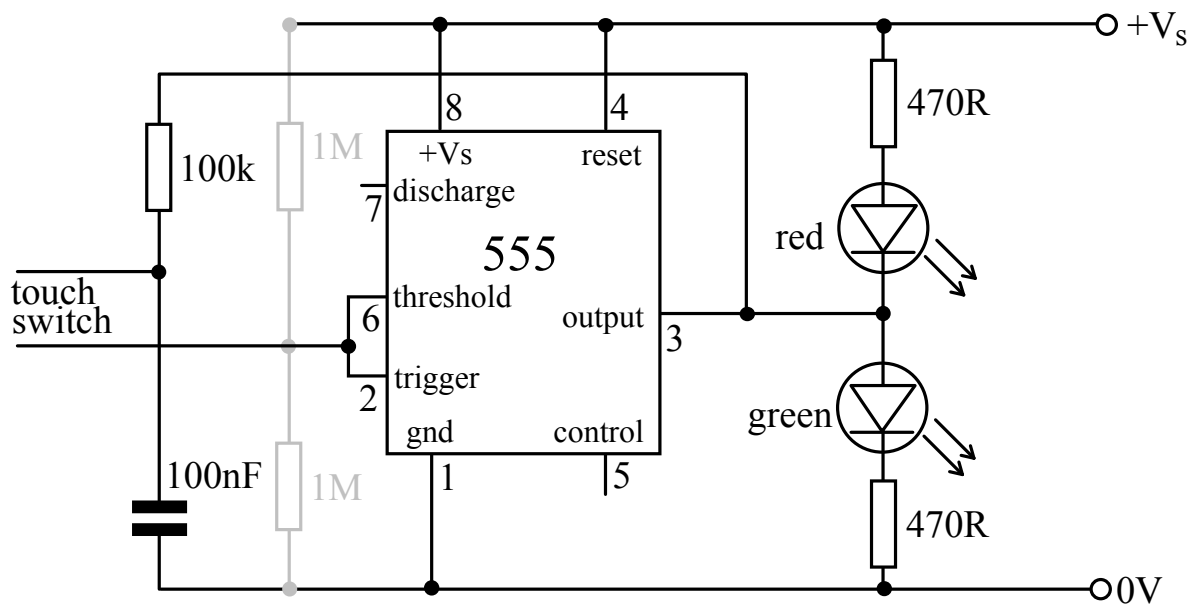 +Vs
470R
8
4
1M
100k
+Vs
reset
discharge
7
555
red
touch
switch
threshold
6
output
3
trigger
2
green
gnd
control
100nF
1M
1
5
470R
0V